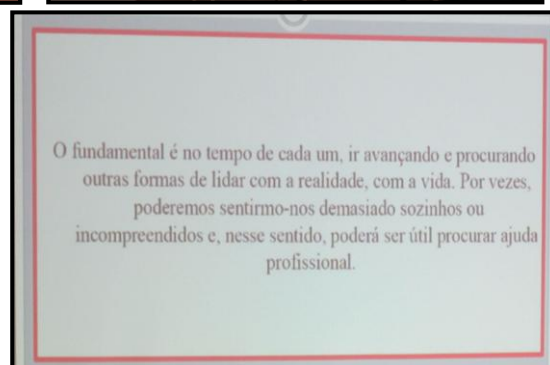 O fundamental é no tempo de cada um, ir avançando e procurando
outras formas de lidar com a realidade, com a vida. Por vezes,
poderemos sentirmo-nos demasiado sozinhos ou
incompreendidos e, nesse sentido, poderá ser útil procurar ajuda
profissional.